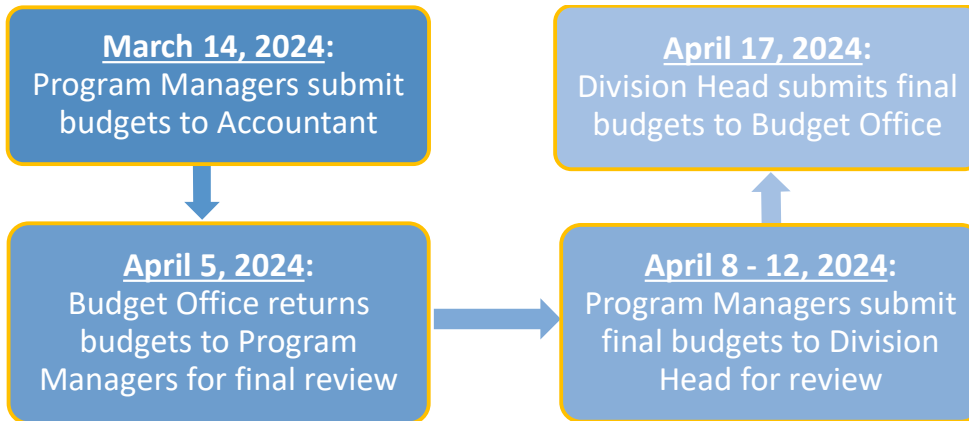 March 14, 2024:
Program Managers submit
budgets to Accountant
April 5, 2024:
Budget Office returns
budgets to Program
Managers for final review
April 8 - 12, 2024:
Program Managers submit
final budgets to Division
Head for review
April 17, 2024:
Division Head submits final
budgets to Budget Office